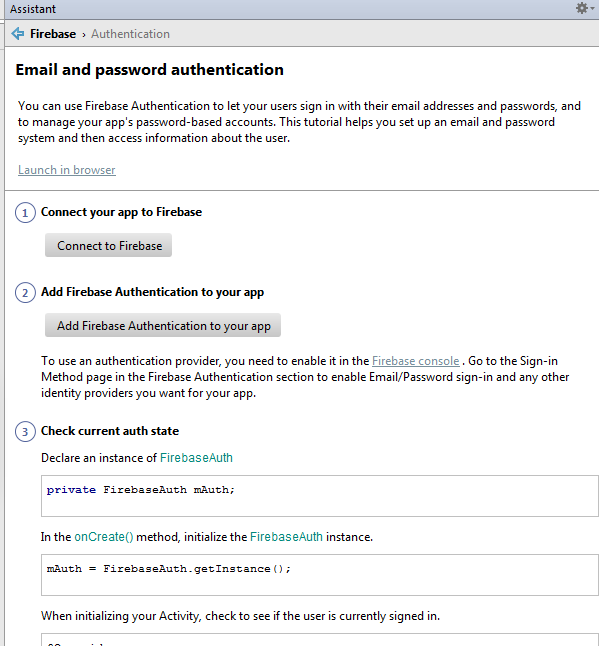 Assistant
Firebase › Authentication
Email and password authentication
You can use Firebase Authentication to let your users sign in with their email addresses and passwords, and
to manage your app's password-based accounts. This tutorial helps you set up an email and password
system and then access information about the user.
Launch in browser
1 Connect your app to Firebase
Connect to Firebase
2 Add Firebase Authentication to your app
Add Firebase Authentication to your app
To use an authentication provider, you need to enable it in the Firebase console . Go to the Sign-in
Method page in the Firebase Authentication section to enable Email/Password sign-in and any other
identity providers you want for your app.
3 Check current auth state
Declare an instance of FirebaseAuth
private FirebaseAuth mAuth;
In the onCreate() method, initialize the FirebaseAuth instance.
mAuth = FirebaseAuth.getInstance();
When initializing your Activity, check to see if the user is currently signed in.